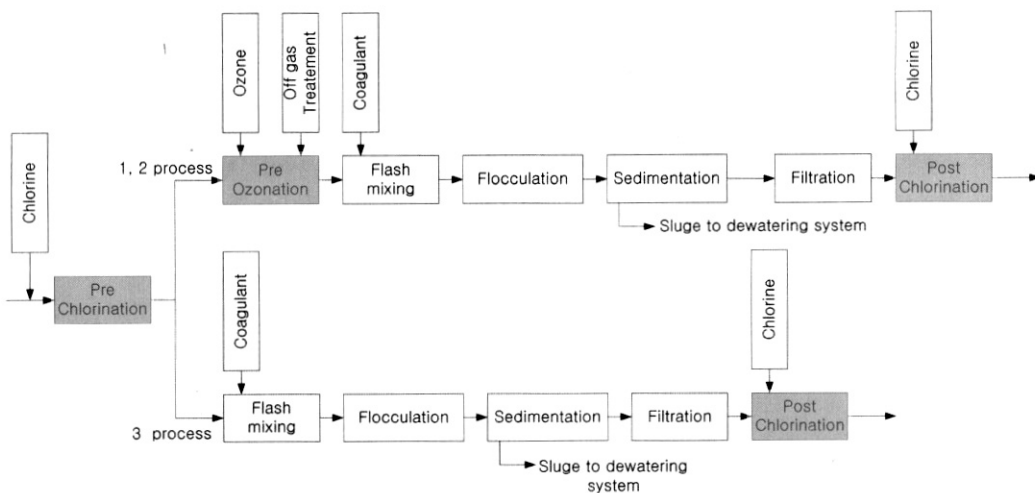 Chlorine
Pre
Chlorination
1, 2 process
Ozone
Off gas
Treatement
Coagulant
Pre
Ozonation
Flash
mixing
Flocculation
Sedimentation
Filtration
Chlorine
Post
Chlorination
Sluge to dewatering system
3 process
Coagulant
Flash
mixing
Flocculation
Sedimentation
Filtration
Chlorine
Post
Chlorination
Sluge to dewatering
system